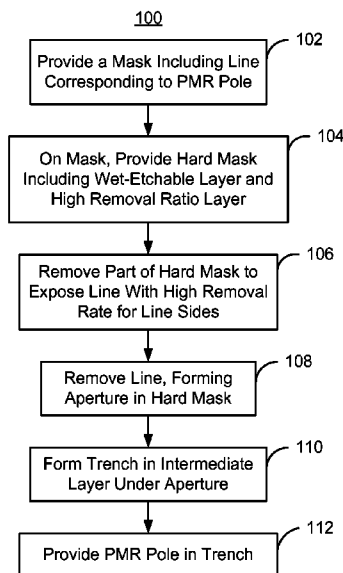 100
102
Provide a Mask Including Line
Corresponding to PMR Pole
104
On Mask, Provide Hard Mask
Including Wet-Etchable Layer and
High Removal Ratio Layer
106
Remove Part of Hard Mask to
Expose Line With High Removal
Rate for Line Sides
108
Remove Line, Forming
Aperture in Hard Mask
110
Form Trench in Intermediate
Layer Under Aperture
112
Provide PMR Pole in Trench